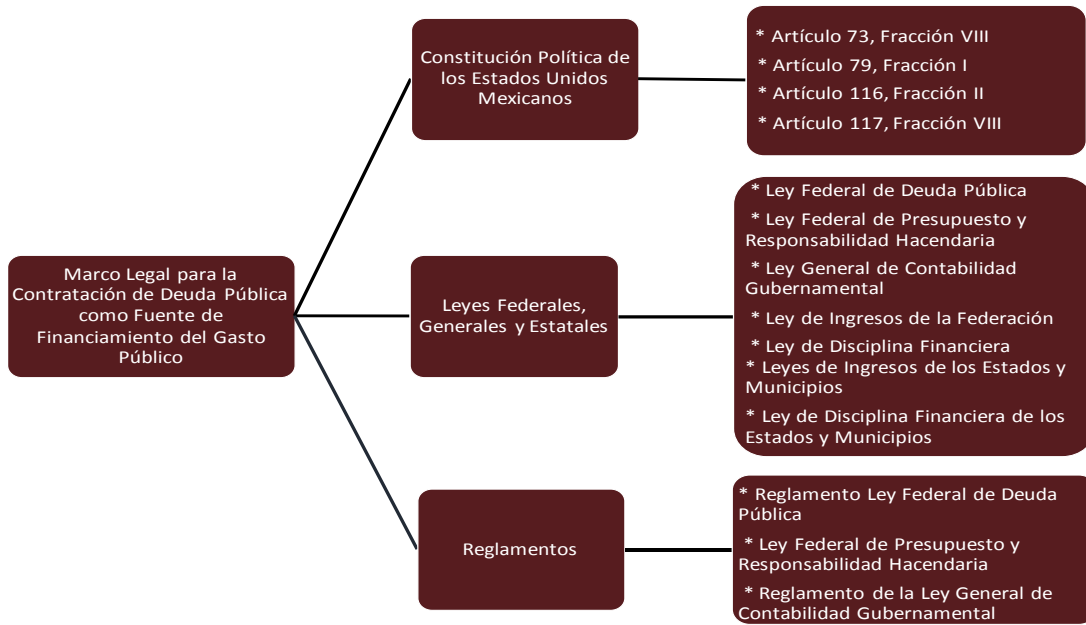 Marco Legal para la
Contratación de Deuda Pública
como Fuente de
Financiamiento del Gasto
Público
Constitución Política de
los Estados Unidos
Mexicanos
* Artículo 73, Fracción VIII
* Artículo 79, Fracción I
* Artículo 116, Fracción II
* Artículo 117, Fracción VIII
Leyes Federales,
Generales y Estatales
* Ley Federal de Deuda Pública
* Ley Federal de Presupuesto y
Responsabilidad Hacendaria
* Ley General de Contabilidad
Gubernamental
* Ley de Ingresos de la Federación
* Ley de Disciplina Financiera
* Leyes de Ingresos de los Estados y
Municipios
* Ley de Disciplina Financiera de los
Estados y Municipios
Reglamentos
* Reglamento Ley Federal de Deuda
Pública
* Ley Federal de Presupuesto y
Responsabilidad Hacendaria
* Reglamento de la Ley General de
Contabilidad Gubernamental